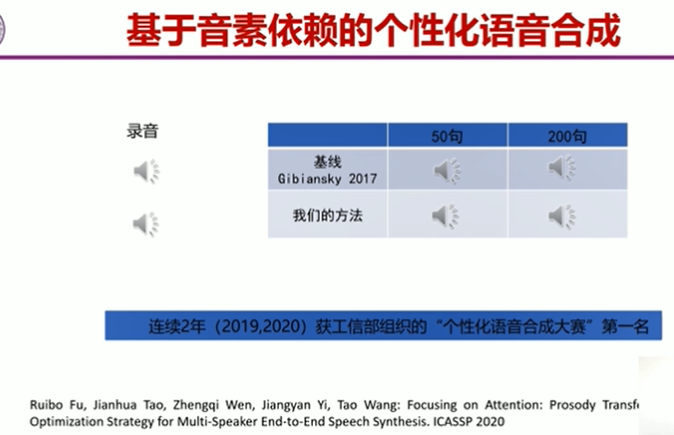 基于音素依赖的个性化语音合成
录音
50句
200句
基线
Gibiansky 2017
我们的方法
连续2年（2019,2020）获工信部组织的“个性化语音合成大赛”第一名
Ruibo Fu, Jianhua Tao, Zhengqi Wen, Jiangyan Yi, Tao Wang: Focusing on Attention: Prosody
Optimization Strategy for Multi-Speaker End-to-End Speech Synthesis. ICASSP 2020